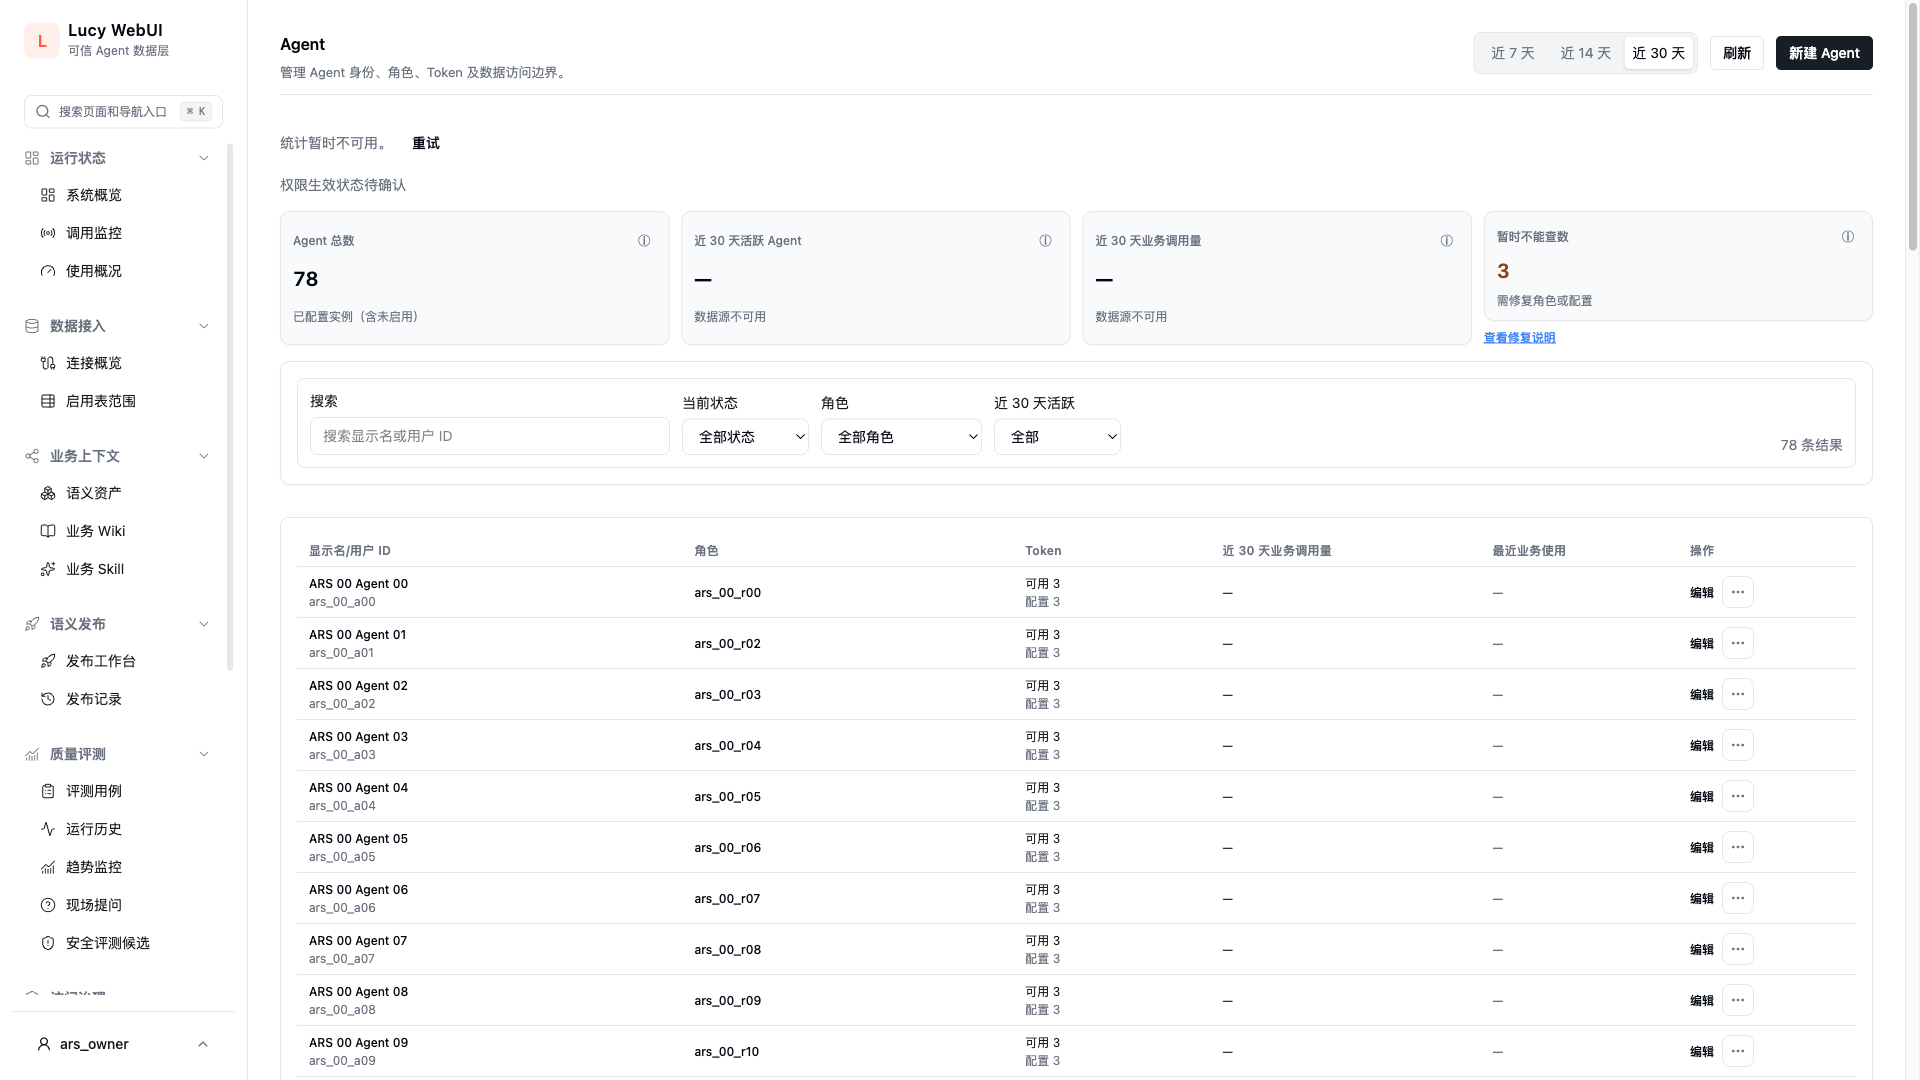 L
Lucy WebUI
可信 Agent 数据层
搜索页面和导航入口
⌘ K
运行状态
系统概览
调用监控
使用概况
数据接入
连接概览
启用表范围
业务上下文
语义资产
业务 Wiki
业务 Skill
语义发布
发布工作台
发布记录
质量评测
评测用例
运行历史
趋势监控
现场提问
安全评测候选
ars_owner
Agent
管理 Agent 身份、角色、Token 及数据访问边界。
近 7 天
近 14 天
近 30 天
刷新
新建 Agent
统计暂时不可用。
重试
权限生效状态待确认
Agent 总数
78
已配置实例（含未启用）
近 30 天活跃 Agent
—
数据源不可用
近 30 天业务调用量
—
数据源不可用
暂时不能查数
3
需修复角色或配置
查看修复说明
搜索
搜索显示名或用户 ID
当前状态
全部状态
角色
全部角色
近 30 天活跃
全部
78 条结果
显示名/用户 ID 角色 Token 近 30 天业务调用量 最近业务使用 操作
ARS 00 Agent 00
ars_00_a00
ars_00_r00
可用 3
配置 3
—
—
编辑 ···
ARS 00 Agent 01
ars_00_a01
ars_00_r02
可用 3
配置 3
—
—
编辑 ···
ARS 00 Agent 02
ars_00_a02
ars_00_r03
可用 3
配置 3
—
—
编辑 ···
ARS 00 Agent 03
ars_00_a03
ars_00_r04
可用 3
配置 3
—
—
编辑 ···
ARS 00 Agent 04
ars_00_a04
ars_00_r05
可用 3
配置 3
—
—
编辑 ···
ARS 00 Agent 05
ars_00_a05
ars_00_r06
可用 3
配置 3
—
—
编辑 ···
ARS 00 Agent 06
ars_00_a06
ars_00_r07
可用 3
配置 3
—
—
编辑 ···
ARS 00 Agent 07
ars_00_a07
ars_00_r08
可用 3
配置 3
—
—
编辑 ···
ARS 00 Agent 08
ars_00_a08
ars_00_r09
可用 3
配置 3
—
—
编辑 ···
ARS 00 Agent 09
ars_00_a09
ars_00_r10
可用 3
配置 3
—
—
编辑 ···